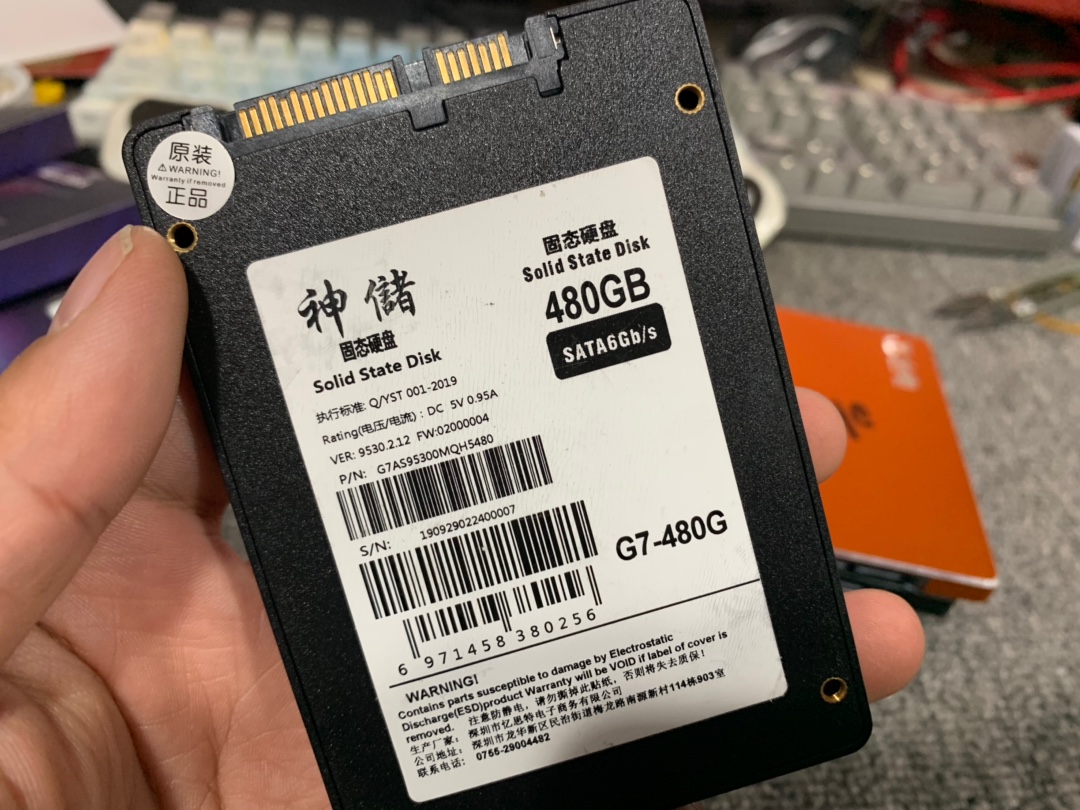 原装
⚠WARNING!
Warranty if removed
正品
神儲
固态硬盘
Solid State Disk
固态硬盘
Solid State Disk
480GB
SATA6Gb/s
执行标准: Q/YST 001-2019
Rating(电压/电流) : DC 5V 0.95A
VER: 9530.2.12 FW:02000004
P/N: G7AS95300MQH5480
S/N: 190929022400007
G7-480G
6 971458 380256
WARNING!
Contains parts susceptible to damage by Electrostatic
Discharge(ESD)product Warranty will be VOID if label of cover is
removed. 注意防静电，请勿撕掉此贴纸，否则将失去质保!
生产厂家: 深圳市忆思特电子商务有限公司
公司地址: 深圳市龙华新区民治街道梅龙路南源新村114栋903室
联系电话: 0755-29004482